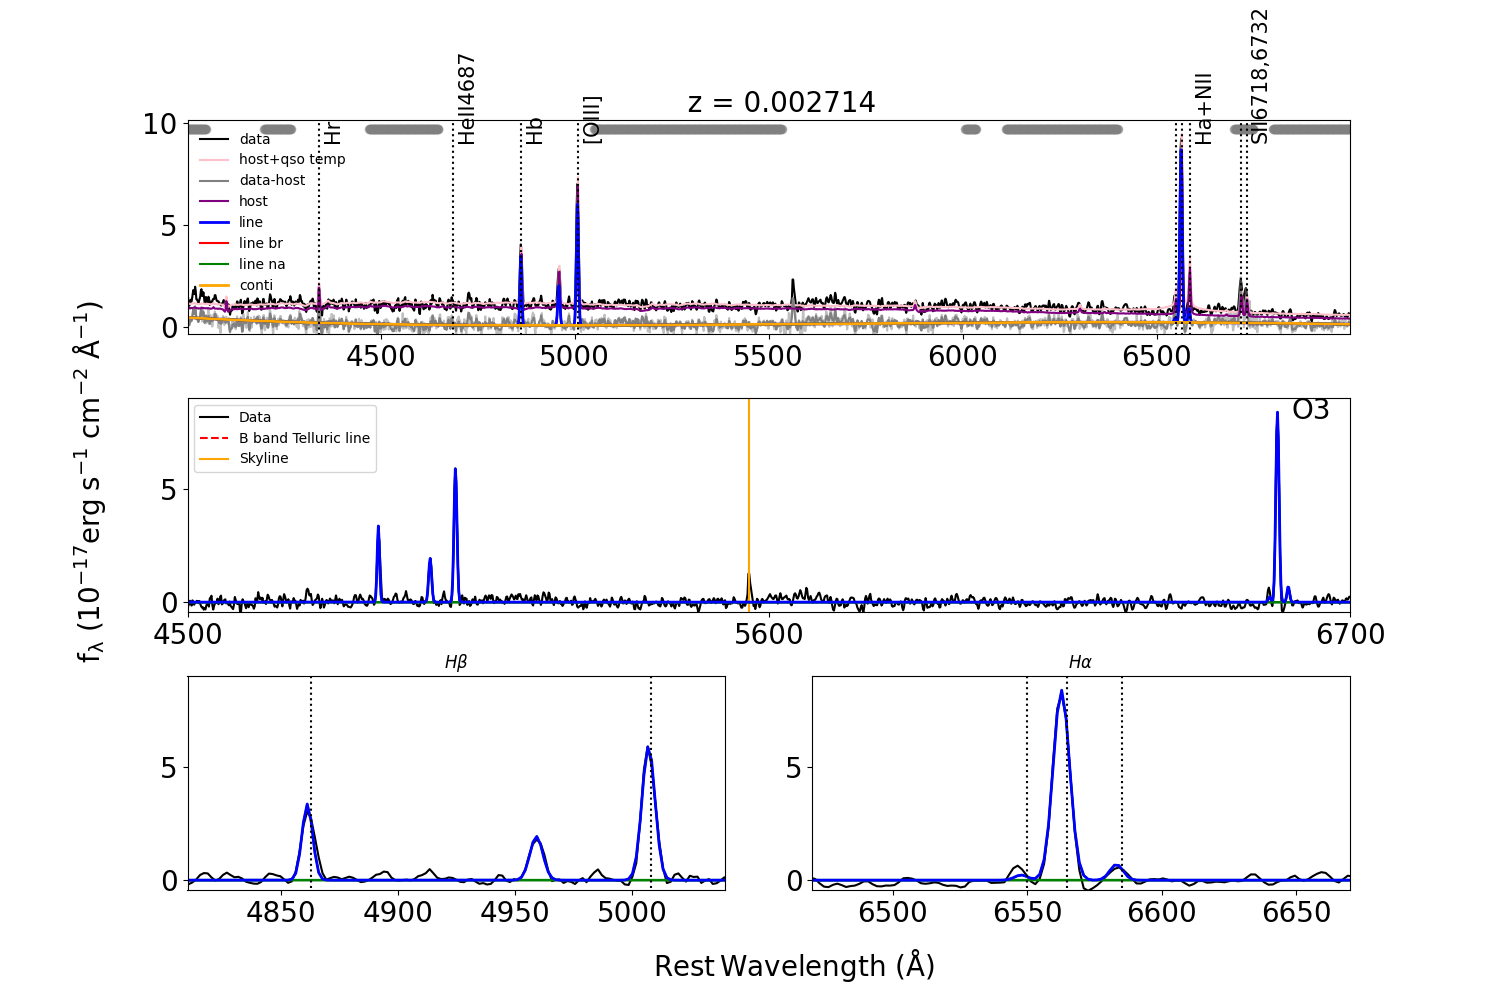 z = 0.002714
Hr
HeII4687
Hb
[OIII]
Ha+NII
SII6718,6732
10
5
0
data
host+qso temp
data-host
host
line
line br
line na
conti
4500 5000 5500 6000 6500
f_λ (10^−17 erg s^−1 cm^−2 Å^−1)
Data
B band Telluric line
Skyline
O3
5
0
4500 5600 6700
Hβ
5
0
4850 4900 4950 5000
Hα
5
0
6500 6550 6600 6650
Rest Wavelength (Å)